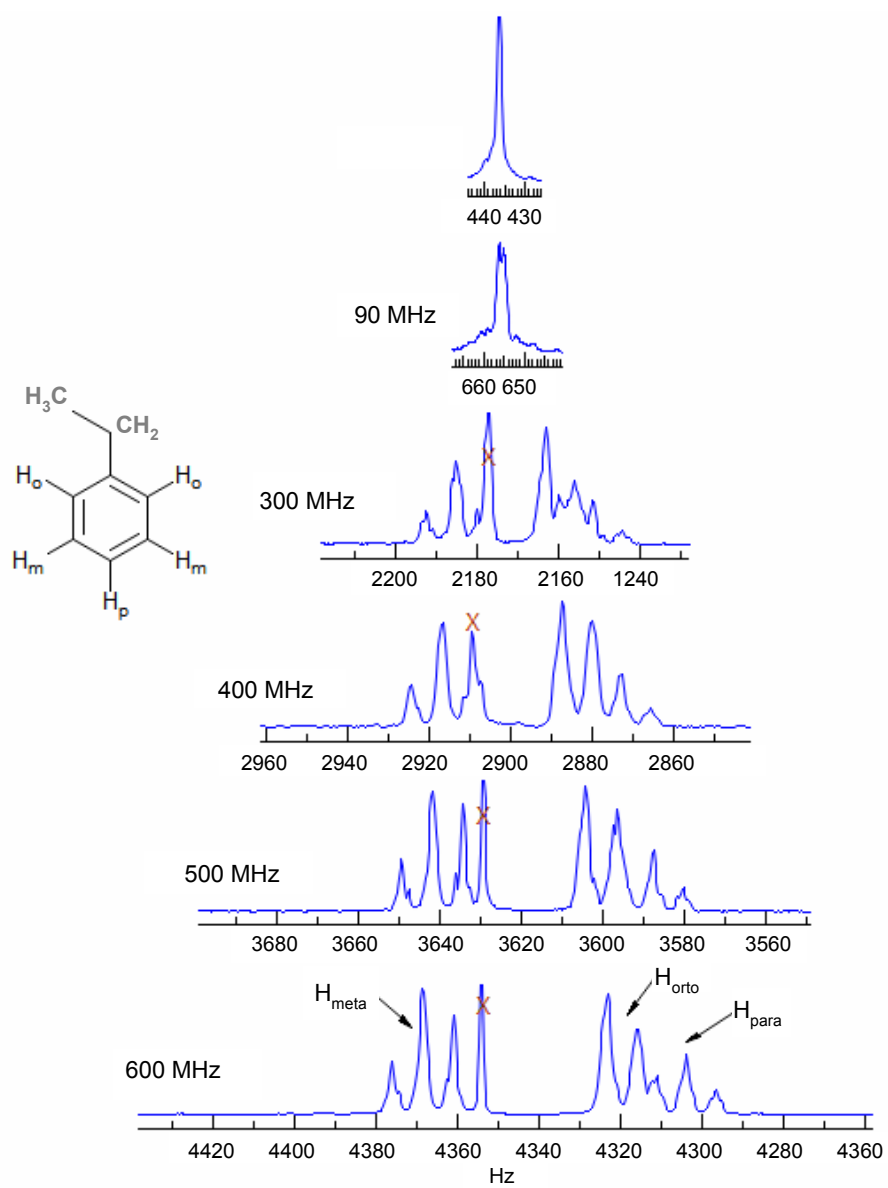 440 430
90 MHz
660 650
H3C
CH2
Ho
Ho
Hm
Hm
Hp
300 MHz
X
2200 2180 2160 1240
400 MHz
X
2960 2940 2920 2900 2880 2860
500 MHz
X
3680 3660 3640 3620 3600 3580 3560
Hmeta
X
Horto
Hpara
600 MHz
4420 4400 4380 4360 4340 4320 4300 4280 4360
Hz